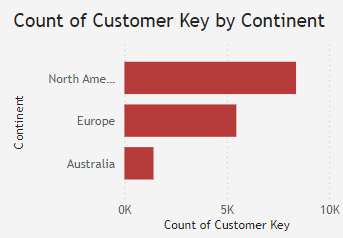 Count of Customer Key by Continent
Continent
North Ame...
Europe
Australia
0K 5K 10K
Count of Customer Key